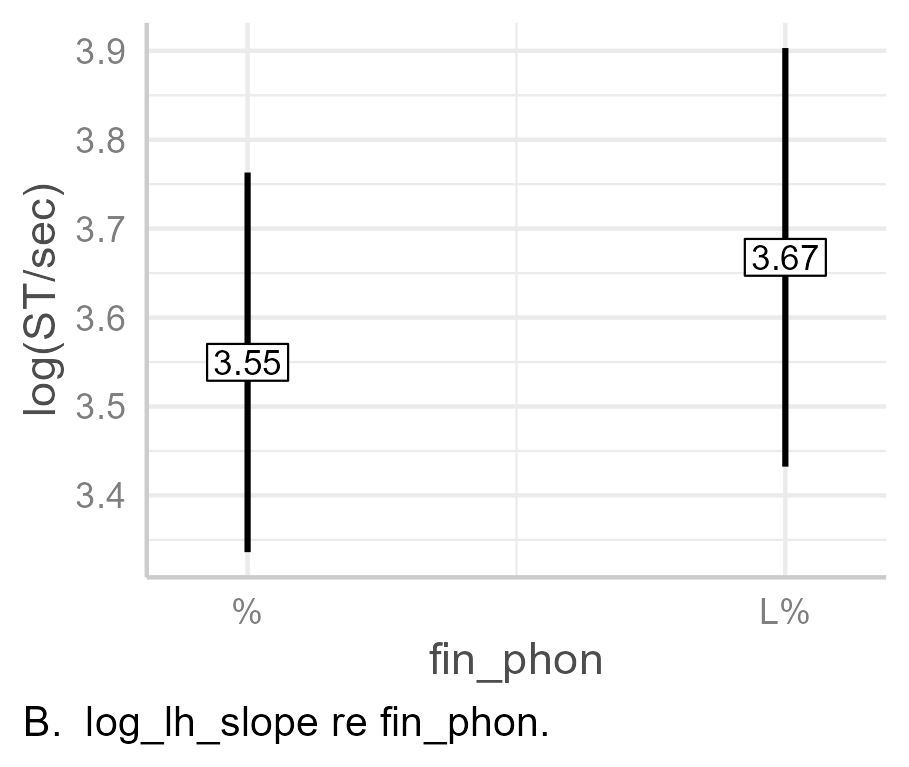 3.9
3.8
3.7
3.6
3.5
3.4
log(ST/sec)
3.55
3.67
% L%
fin_phon
B. log_lh_slope re fin_phon.